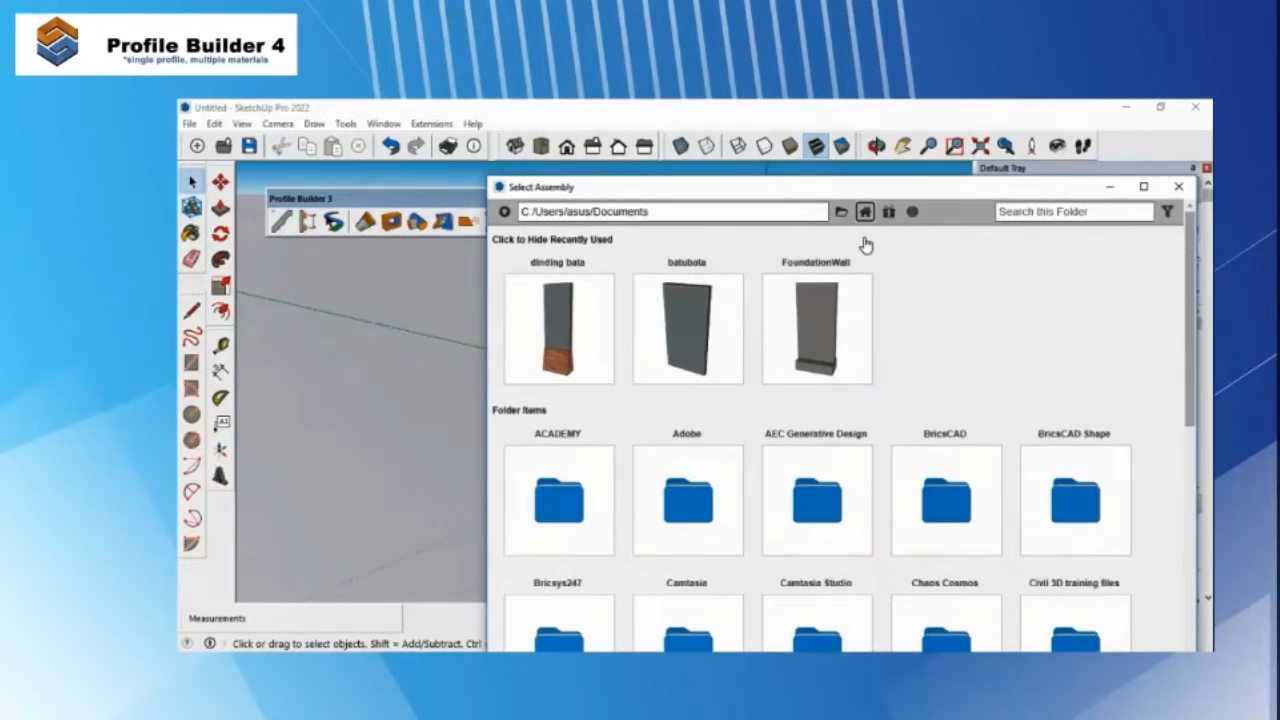 Profile Builder 4
*single profile, multiple materials
Untitled - SketchUp Pro 2022
File Edit View Camera Draw Tools Window Extensions Help
Default Tray
Profile Builder 3
Select Assembly
C:/Users/asus/Documents
Search this Folder
Click to Hide Recently Used
dinding bata batubata FoundationWall
Folder Items
ACADEMY Adobe AEC Generative Design BricsCAD BricsCAD Shape
Bricsys247 Camtasia Camtasia Studio Chaos Cosmos Civil 3D training files
Measurements
Click or drag to select objects. Shift = Add/Subtract. Ctrl